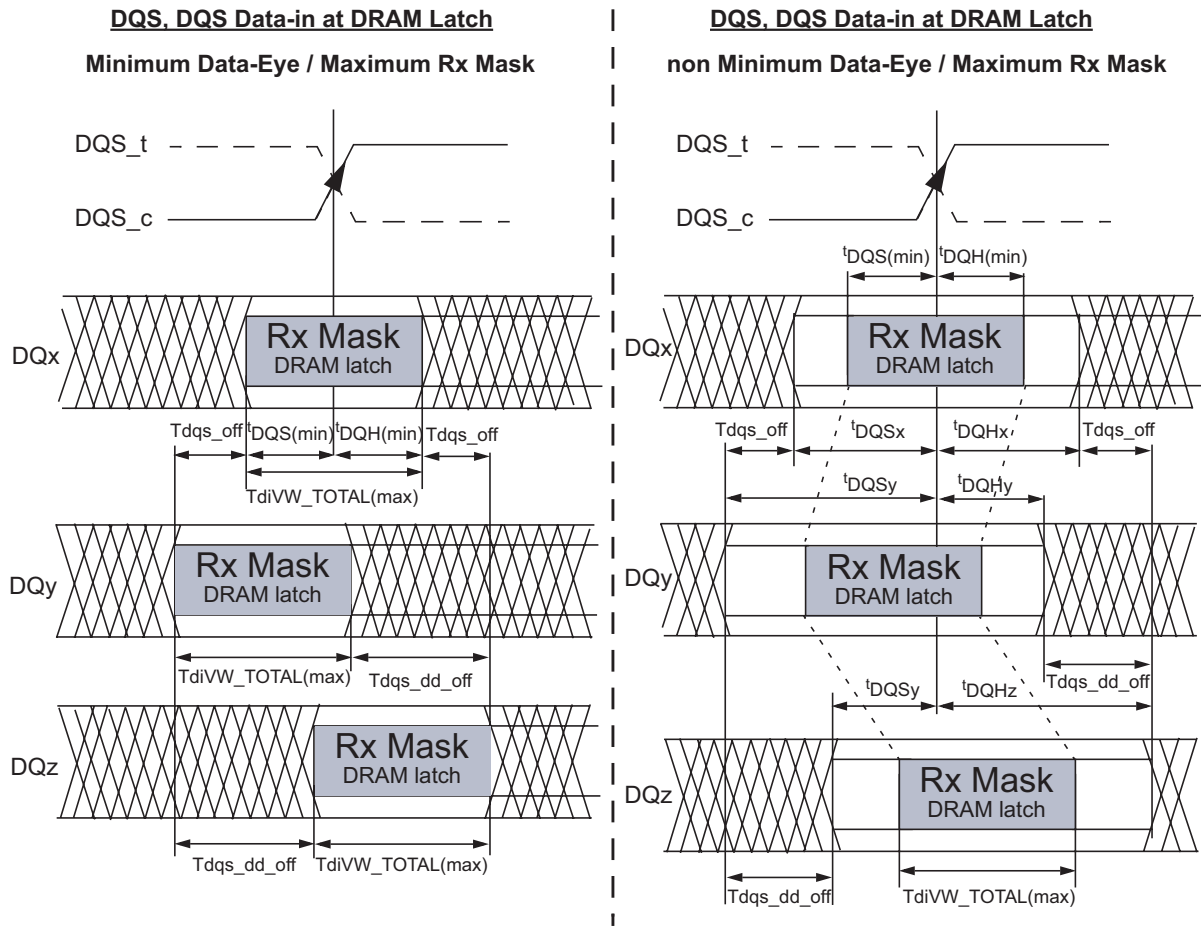 DQS, DQS Data-in at DRAM Latch
Minimum Data-Eye / Maximum Rx Mask
DQS_t
DQS_c
DQx
Rx Mask
DRAM latch
Tdqs_off
tDQS(min)
tDQH(min)
Tdqs_off
TdiVW_TOTAL(max)
DQy
Rx Mask
DRAM latch
TdiVW_TOTAL(max)
Tdqs_dd_off
DQz
Rx Mask
DRAM latch
Tdqs_dd_off
TdiVW_TOTAL(max)
DQS, DQS Data-in at DRAM Latch
non Minimum Data-Eye / Maximum Rx Mask
DQS_t
DQS_c
tDQS(min)
tDQH(min)
DQx
Rx Mask
DRAM latch
Tdqs_off
tDQSx
tDQHx
Tdqs_off
tDQSy
tDQHy
DQy
Rx Mask
DRAM latch
Tdqs_dd_off
tDQSy
tDQHz
DQz
Rx Mask
DRAM latch
Tdqs_dd_off
TdiVW_TOTAL(max)